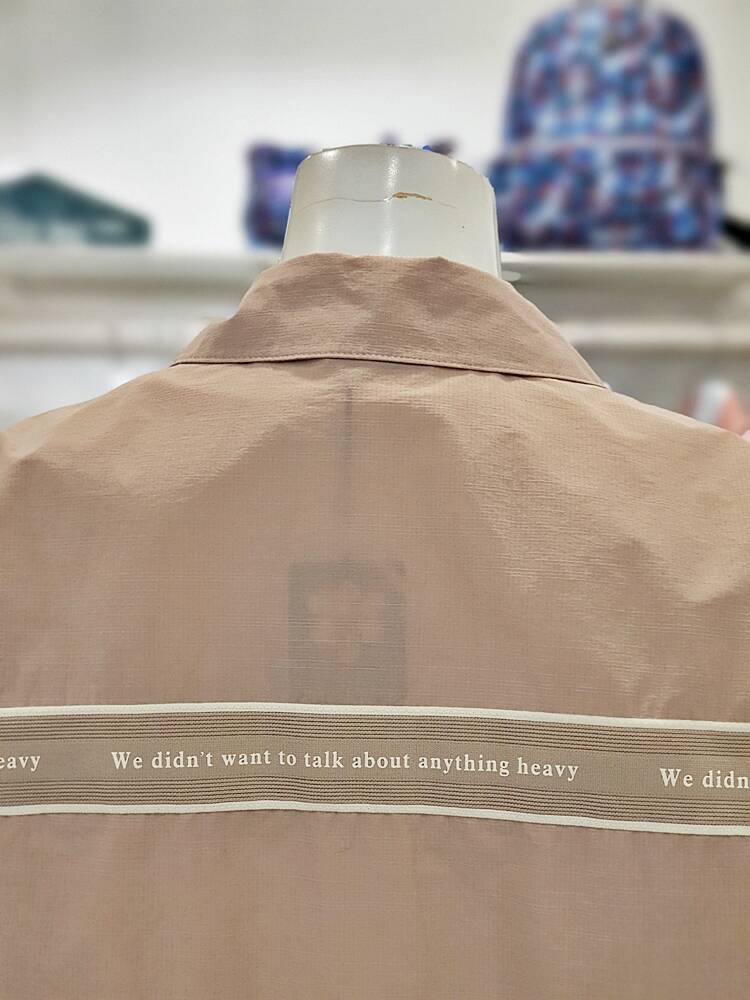 eavy We didn't want to talk about anything heavy We didn